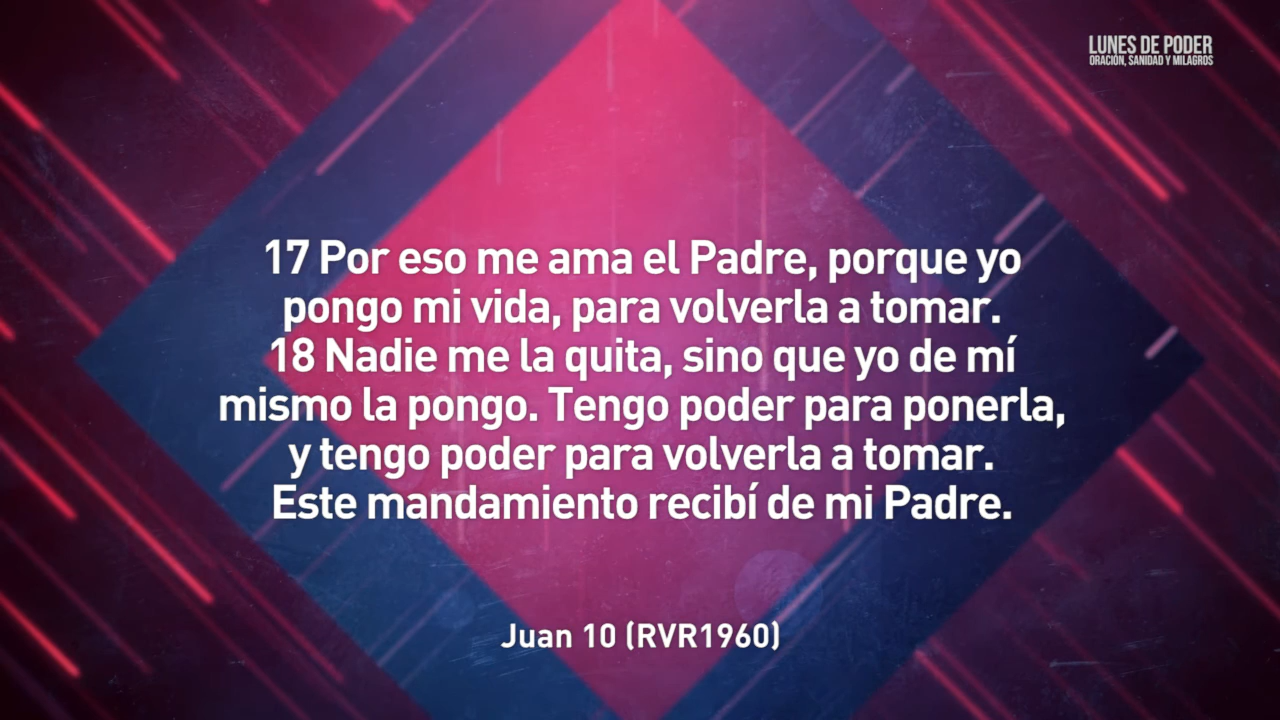 LUNES DE PODER
ORACIÓN, SANIDAD Y MILAGROS
17 Por eso me ama el Padre, porque yo
pongo mi vida, para volverla a tomar.
18 Nadie me la quita, sino que yo de mí
mismo la pongo. Tengo poder para ponerla,
y tengo poder para volverla a tomar.
Este mandamiento recibí de mi Padre.
Juan 10 (RVR1960)